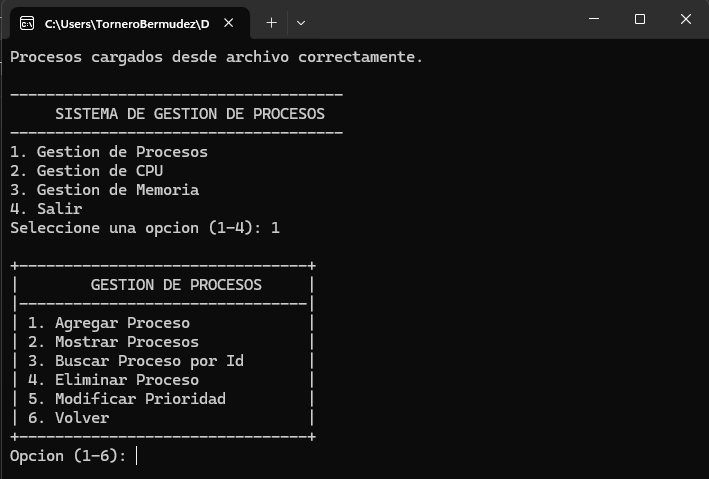 C:\Users\TorneroBermudez\D
Procesos cargados desde archivo correctamente.
-------------------------------------
SISTEMA DE GESTION DE PROCESOS
-------------------------------------
1. Gestion de Procesos
2. Gestion de CPU
3. Gestion de Memoria
4. Salir
Seleccione una opcion (1-4): 1
+--------------------------------+
|        GESTION DE PROCESOS     |
|--------------------------------|
| 1. Agregar Proceso             |
| 2. Mostrar Procesos            |
| 3. Buscar Proceso por Id       |
| 4. Eliminar Proceso            |
| 5. Modificar Prioridad         |
| 6. Volver                      |
+--------------------------------+
Opcion (1-6):